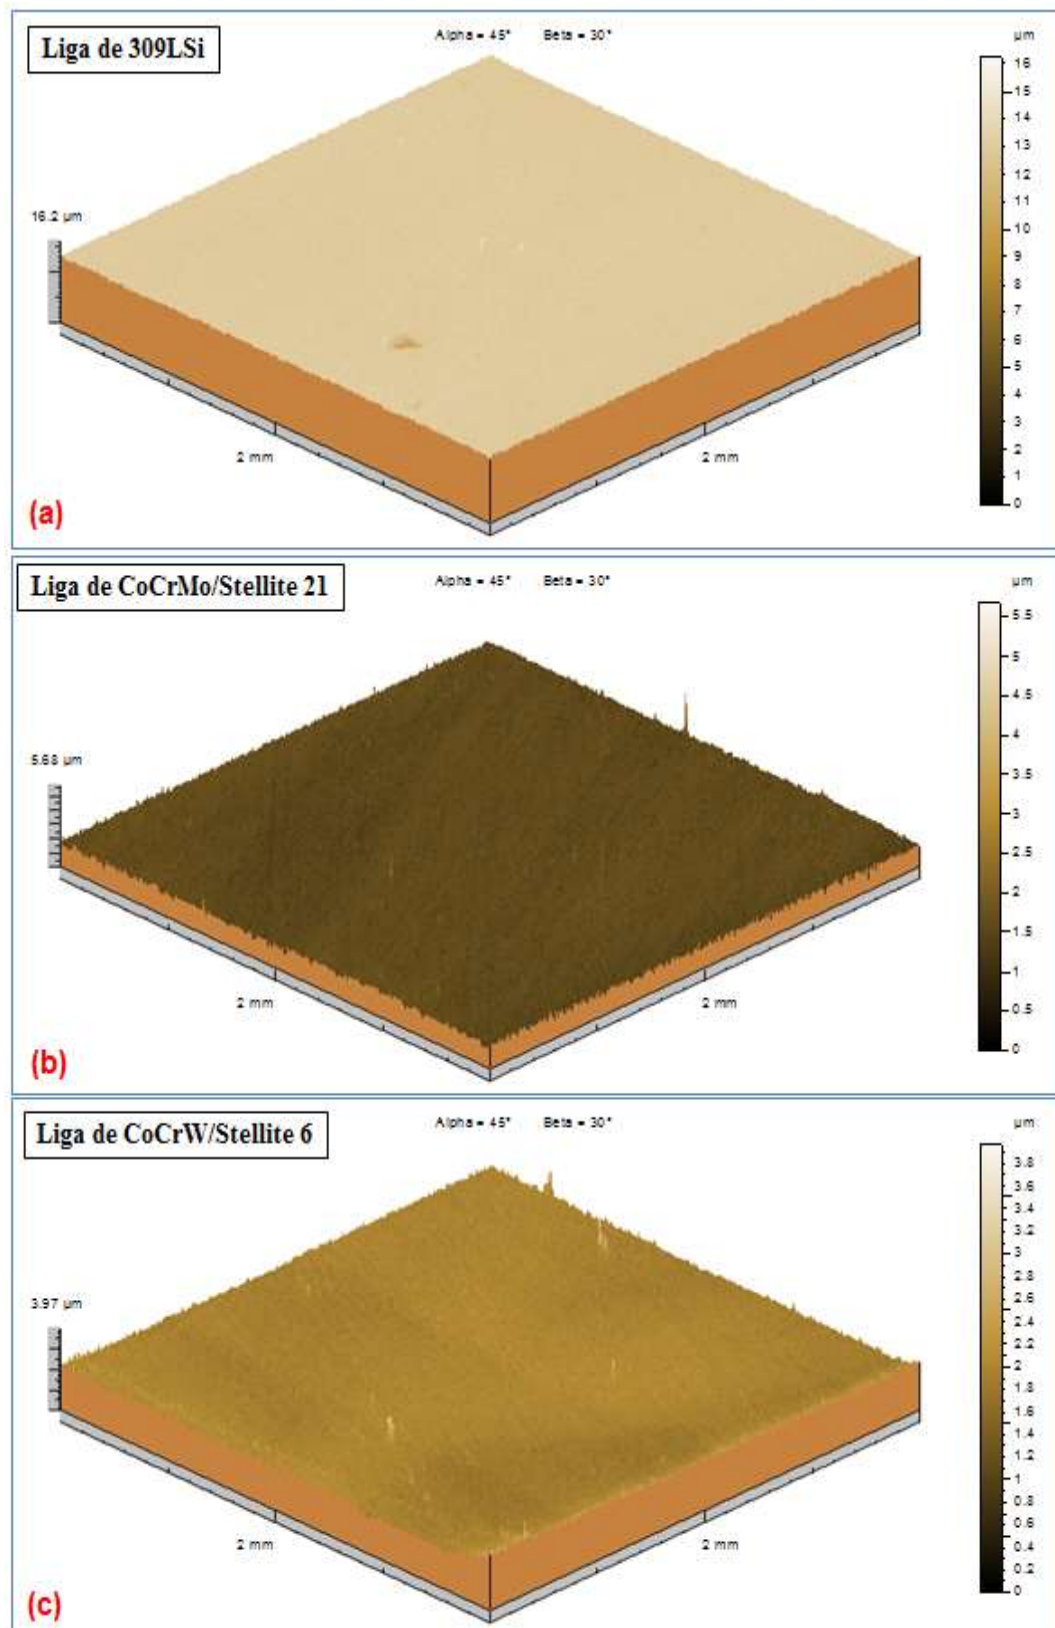 Liga de 309LSi
Alpha = 45° Beta = 30°
µm
16
15
14
13
12
11
10
9
8
7
6
5
4
3
2
1
0
16.2 µm
2 mm
2 mm
(a)
Liga de CoCrMo/Stellite 21
Alpha = 45° Beta = 30°
µm
5.5
5
4.5
4
3.5
3
2.5
2
1.5
1
0.5
0
5.68 µm
2 mm
2 mm
(b)
Liga de CoCrW/Stellite 6
Alpha = 45° Beta = 30°
µm
3.8
3.6
3.4
3.2
3
2.8
2.6
2.4
2.2
2
1.8
1.6
1.4
1.2
1
0.8
0.6
0.4
0.2
0
3.97 µm
2 mm
2 mm
(c)